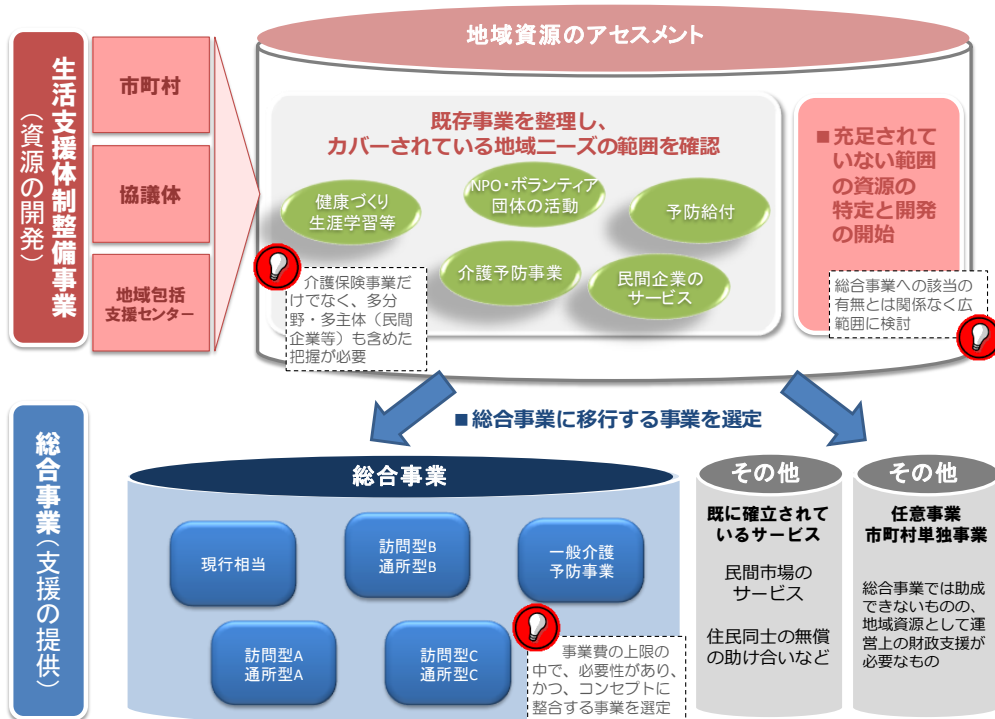 生活支援体制整備事業
（資源の開発）
市町村
協議体
地域包括
支援センター
地域資源のアセスメント
既存事業を整理し、
カバーされている地域ニーズの範囲を確認
健康づくり
生涯学習等
NPO・ボランティア
団体の活動
予防給付
介護予防事業
民間企業の
サービス
介護保険事業だ
けでなく、多分
野・多主体（民間
企業等）も含めた
把握が必要
■充足されて
いない範囲
の資源の
特定と開発
の開始
総合事業への該当の
有無とは関係なく広
範囲に検討
■総合事業に移行する事業を選定
総合事業（支援の提供）
総合事業
現行相当
訪問型B
通所型B
一般介護
予防事業
訪問型A
通所型A
訪問型C
通所型C
事業費の上限の
中で、必要性があり、
かつ、コンセプトに
整合する事業を選定
その他
既に確立されて
いるサービス
民間市場の
サービス
住民同士の無償
の助け合いなど
その他
任意事業
市町村単独事業
総合事業では助成
できないものの、
地域資源として運
営上の財政支援が
必要なもの